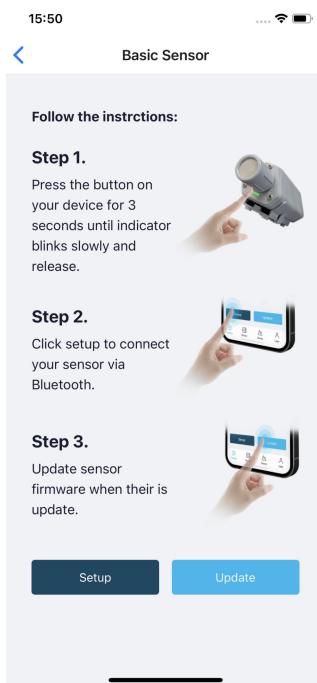 15:50
Basic Sensor
Follow the instrctions:
Step 1.
Press the button on
your device for 3
seconds until indicator
blinks slowly and
release.
Step 2.
Click setup to connect
your sensor via
Bluetooth.
Step 3.
Update sensor
firmware when their is
update.
Setup
Update